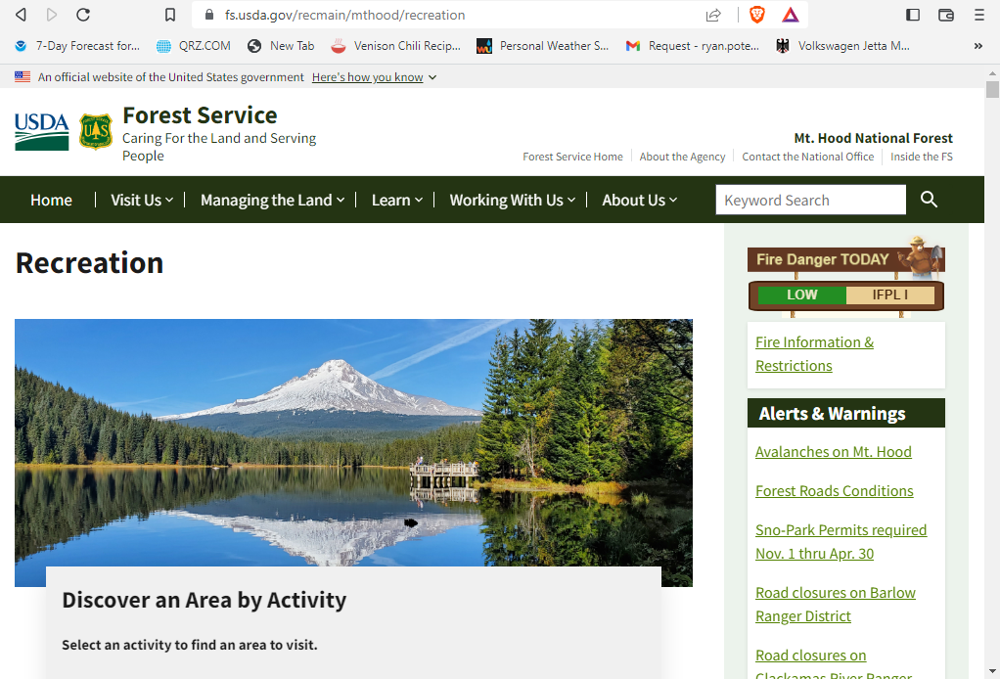 fs.usda.gov/recmain/mthood/recreation
7-Day Forecast for...
QRZ.COM
New Tab
Venison Chili Recip...
Personal Weather S...
Request - ryan.pote...
Volkswagen Jetta M...
»
An official website of the United States government Here's how you know
USDA
Forest Service
Caring For the Land and Serving
People
Mt. Hood National Forest
Forest Service Home
About the Agency
Contact the National Office
Inside the FS
Home
Visit Us
Managing the Land
Learn
Working With Us
About Us
Keyword Search
Recreation
Discover an Area by Activity
Select an activity to find an area to visit.
Fire Danger TODAY
LOW
IFPL I
Fire Information &
Restrictions
Alerts & Warnings
Avalanches on Mt. Hood
Forest Roads Conditions
Sno-Park Permits required
Nov. 1 thru Apr. 30
Road closures on Barlow
Ranger District
Road closures on
Clackamas River Ranger